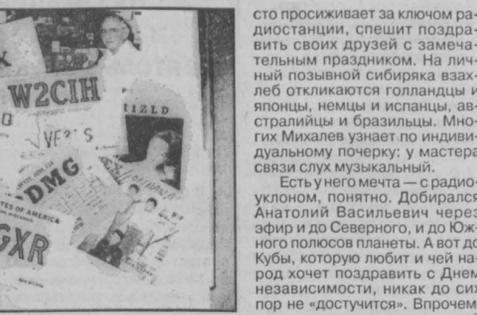 W2CIH
I1ZLD
DMG
TES OF AMERICA
GXR
сто просиживает за ключом ра-
диостанции, спешит поздра-
вить своих друзей с замеча-
тельным праздником. На лич-
ный позывной сибиряка взах-
леб откликаются голландцы и
японцы, немцы и испанцы, ав-
стралийцы и бразильцы. Мно-
гих Михалев узнает по индиви-
дуальному почерку: у мастера
связи слух музыкальный.
Есть у него мечта — с радио-
уклоном, понятно. Добирался
Анатолий Васильевич через
эфир и до Северного, и до Юж-
ного полюсов планеты. А вот до
Кубы, которую любит и чей на-
род хочет поздравить с Днем
независимости, никак до сих
пор не «достучится». Впрочем,